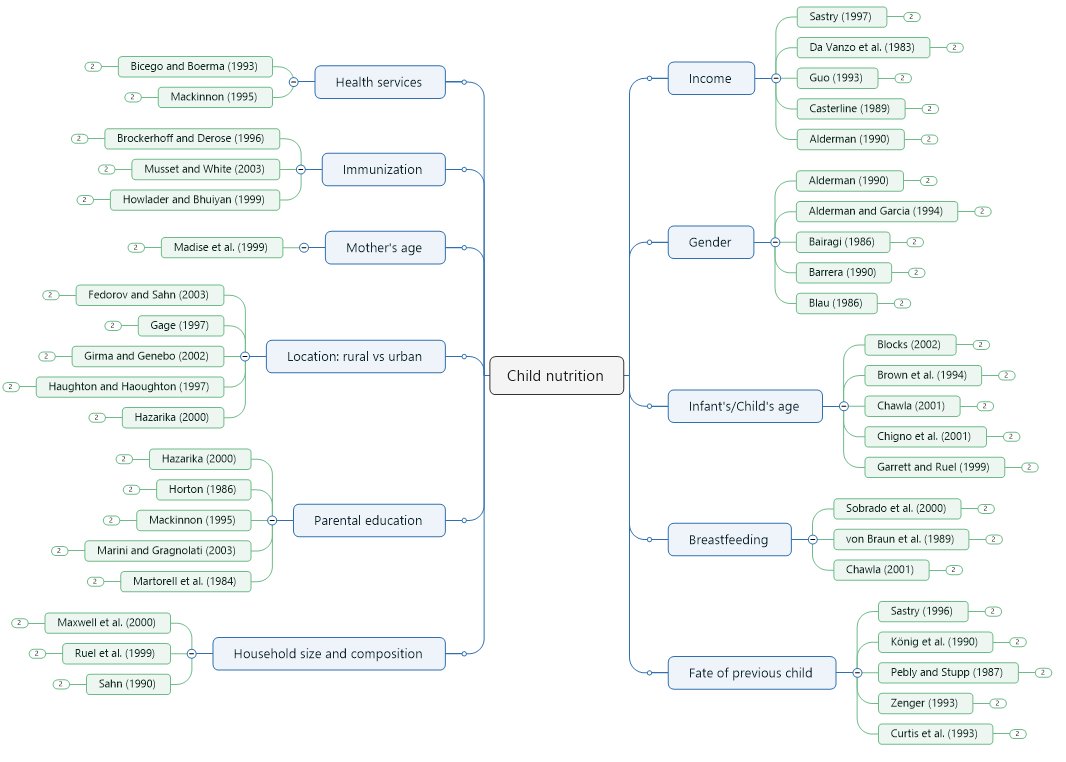 Child nutrition
Health services
Bicego and Boerma (1993)
2
Mackinnon (1995)
2
Immunization
Brockerhoff and Derose (1996)
2
Musset and White (2003)
2
Howlader and Bhuiyan (1999)
2
Mother's age
Madise et al. (1999)
2
Location: rural vs urban
Fedorov and Sahn (2003)
2
Gage (1997)
2
Girma and Genebo (2002)
2
Haughton and Haoughton (1997)
2
Hazarika (2000)
2
Parental education
Hazarika (2000)
2
Horton (1986)
2
Mackinnon (1995)
2
Marini and Gragnolati (2003)
2
Martorell et al. (1984)
2
Household size and composition
Maxwell et al. (2000)
2
Ruel et al. (1999)
2
Sahn (1990)
2
Income
Sastry (1997)
2
Da Vanzo et al. (1983)
2
Guo (1993)
2
Casterline (1989)
2
Alderman (1990)
2
Gender
Alderman (1990)
2
Alderman and Garcia (1994)
2
Bairagi (1986)
2
Barrera (1990)
2
Blau (1986)
2
Infant's/Child's age
Blocks (2002)
2
Brown et al. (1994)
2
Chawla (2001)
2
Chigno et al. (2001)
2
Garrett and Ruel (1999)
2
Breastfeeding
Sobrado et al. (2000)
2
von Braun et al. (1989)
2
Chawla (2001)
2
Fate of previous child
Sastry (1996)
2
König et al. (1990)
2
Pebly and Stupp (1987)
2
Zenger (1993)
2
Curtis et al. (1993)
2